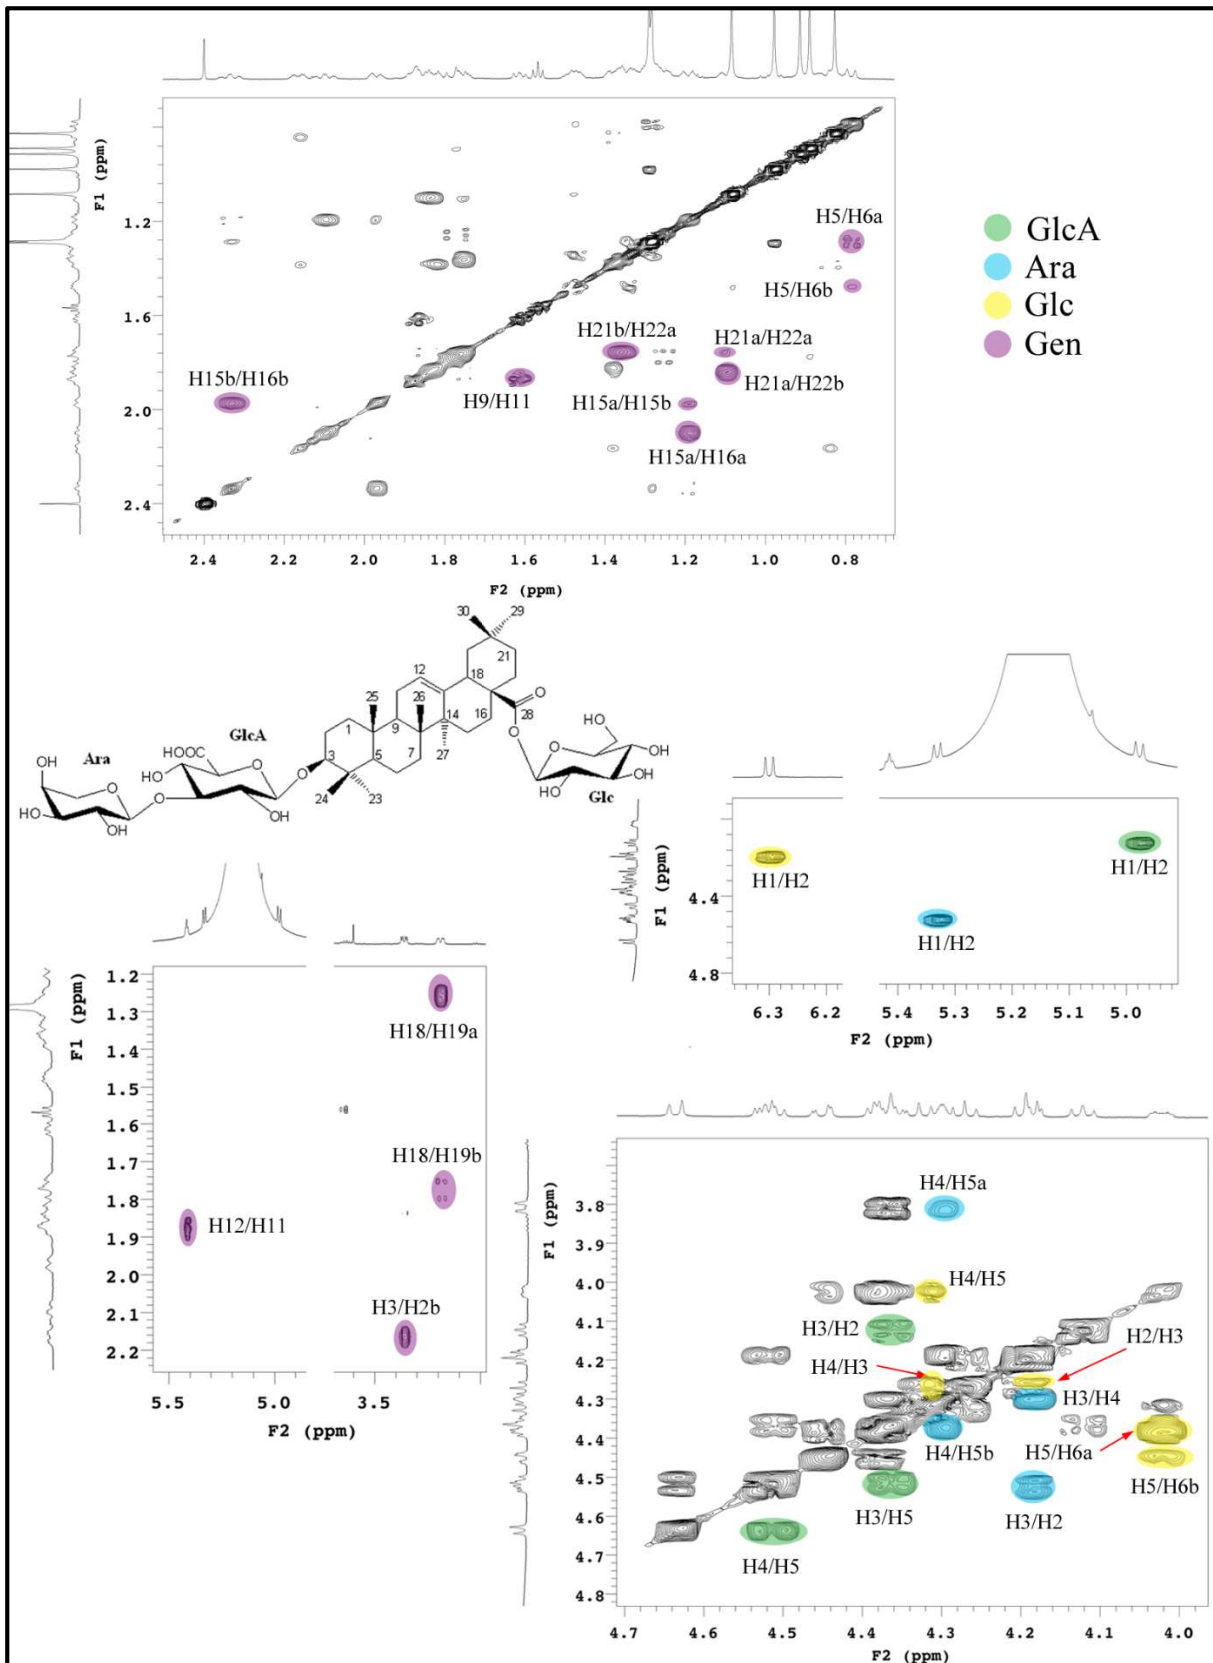 F1 (ppm)
1.2
1.6
2.0
2.4
H5/H6a
H5/H6b
H21b/H22a
H21a/H22a
H15b/H16b
H9/H11
H21a/H22b
H15a/H15b
H15a/H16a
2.4 2.2 2.0 1.8 1.6 1.4 1.2 1.0 0.8
F2 (ppm)
GlcA
Ara
Glc
Gen
30 29
21
12
18
25 26 O
28
16
1 9 14
HO
GlcA
HOOC
Ara
HO
HO
O
O
3 5 7 27
O
O
OH
HO
OH
Glc
HO
HO
O
O
OH
OH
O
OH
24 23
F1 (ppm)
4.4
4.8
H1/H2
H1/H2
H1/H2
6.3 6.2 5.4 5.3 5.2 5.1 5.0
F2 (ppm)
F1 (ppm)
1.2
1.3
1.4
1.5
1.6
1.7
1.8
1.9
2.0
2.1
2.2
H18/H19a
H18/H19b
H12/H11
H3/H2b
5.5 5.0 3.5
F2 (ppm)
F1 (ppm)
3.8
3.9
4.0
4.1
4.2
4.3
4.4
4.5
4.6
4.7
4.8
H4/H5a
H4/H5
H3/H2
H2/H3
H4/H3
H3/H4
H4/H5b
H5/H6a
H5/H6b
H3/H5
H3/H2
H4/H5
4.7 4.6 4.5 4.4 4.3 4.2 4.1 4.0
F2 (ppm)